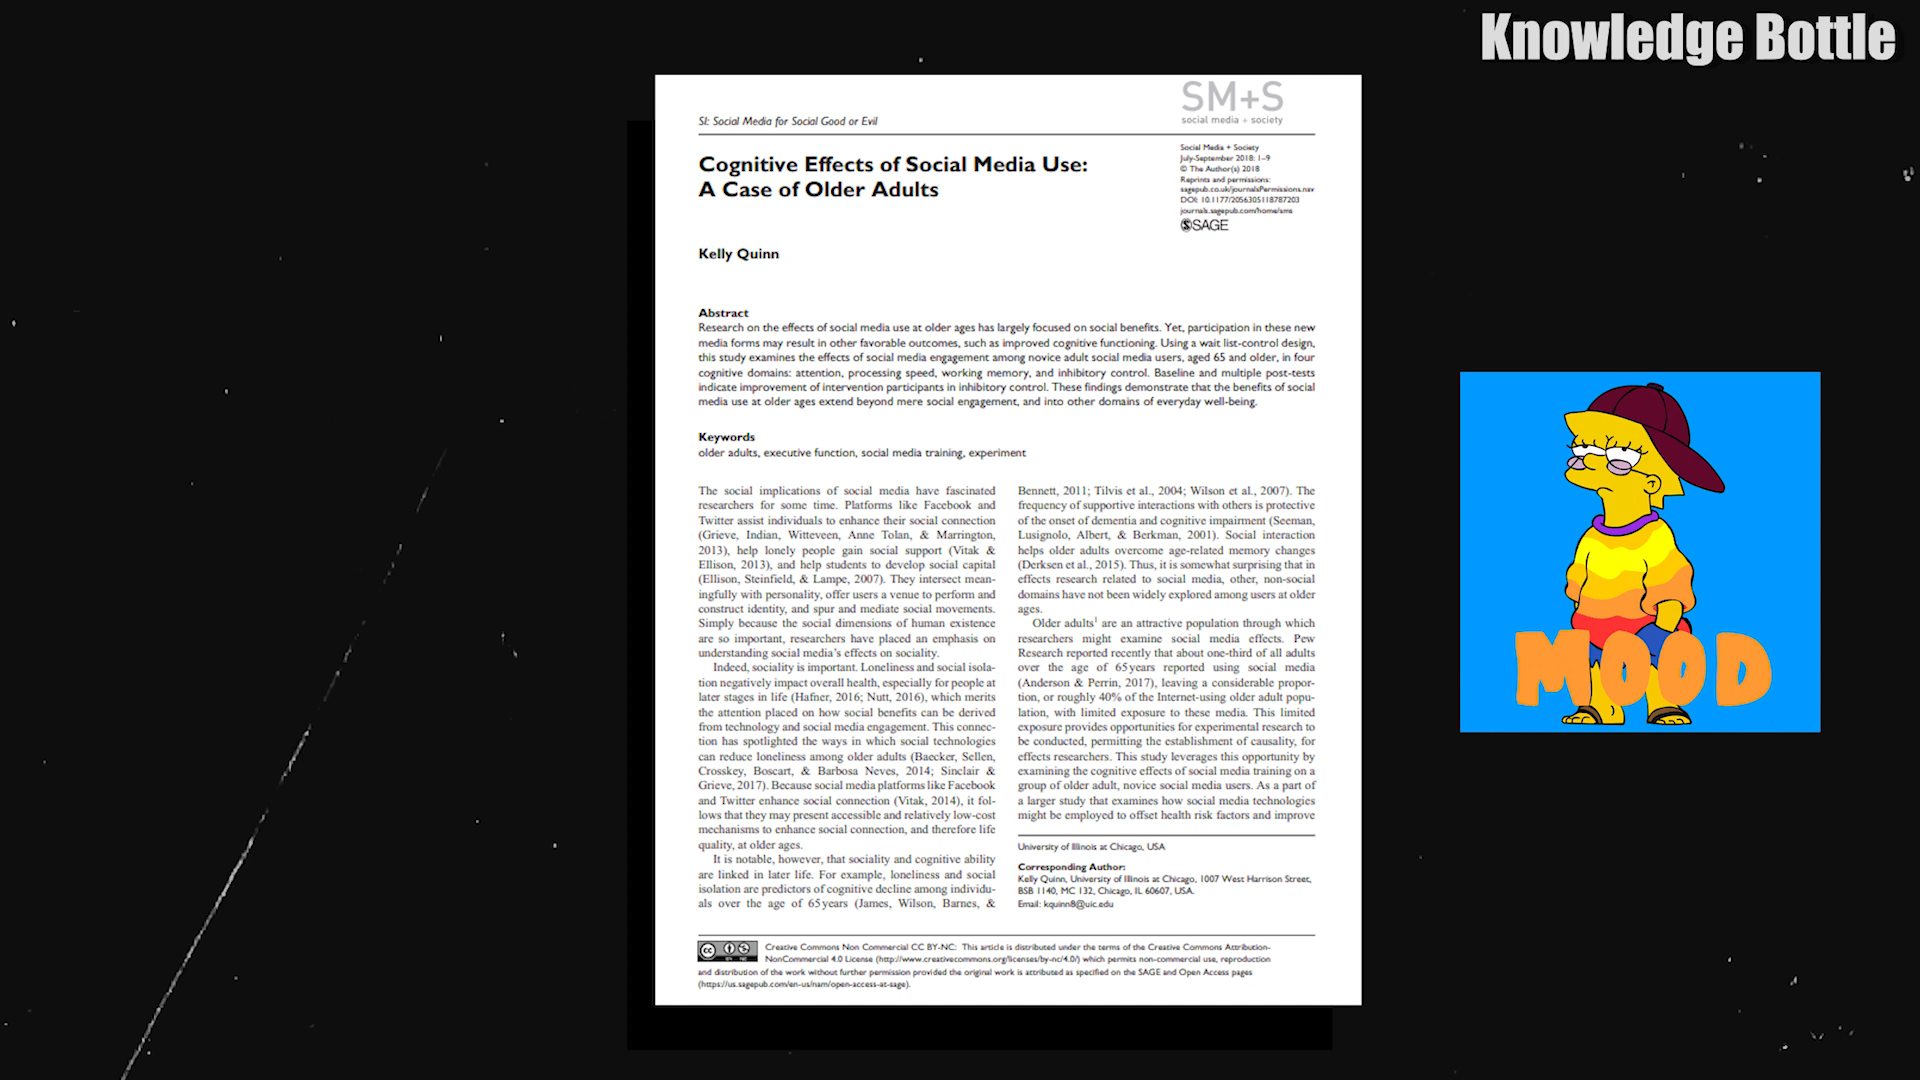 Knowledge Bottle
SM+S
social media + society
SI: Social Media for Social Good or Evil
Cognitive Effects of Social Media Use:
A Case of Older Adults
Social Media + Society
July-September 2018: 1–9
© The Author(s) 2018
Reprints and permissions:
sagepub.co.uk/journalsPermissions.nav
DOI: 10.1177/2056305118787203
journals.sagepub.com/home/sms
SAGE
Kelly Quinn
Abstract
Research on the effects of social media use at older ages has largely focused on social benefits. Yet, participation in these new
media forms may result in other favorable outcomes, such as improved cognitive functioning. Using a wait list-control design,
this study examines the effects of social media engagement among novice adult social media users, aged 65 and older, in four
cognitive domains: attention, processing speed, working memory, and inhibitory control. Baseline and multiple post-tests
indicate improvement of intervention participants in inhibitory control. These findings demonstrate that the benefits of social
media use at older ages extend beyond mere social engagement, and into other domains of everyday well-being.
Keywords
older adults, executive function, social media training, experiment
The social implications of social media have fascinated
researchers for some time. Platforms like Facebook and
Twitter assist individuals to enhance their social connection
(Grieve, Indian, Witteveen, Anne Tolan, & Marrington,
2013), help lonely people gain social support (Vitak &
Ellison, 2013), and help students to develop social capital
(Ellison, Steinfield, & Lampe, 2007). They intersect mean-
ingfully with personality, offer users a venue to perform and
construct identity, and spur and mediate social movements.
Simply because the social dimensions of human existence
are so important, researchers have placed an emphasis on
understanding social media's effects on sociality.
Indeed, sociality is important. Loneliness and social isola-
tion negatively impact overall health, especially for people at
later stages in life (Hafner, 2016; Nutt, 2016), which merits
the attention placed on how social benefits can be derived
from technology and social media engagement. This connec-
tion has spotlighted the ways in which social technologies
can reduce loneliness among older adults (Baecker, Sellen,
Crosskey, Boscart, & Barbosa Neves, 2014; Sinclair &
Grieve, 2017). Because social media platforms like Facebook
and Twitter enhance social connection (Vitak, 2014), it fol-
lows that they may present accessible and relatively low-cost
mechanisms to enhance social connection, and therefore life
quality, at older ages.
It is notable, however, that sociality and cognitive ability
are linked in later life. For example, loneliness and social
isolation are predictors of cognitive decline among individu-
als over the age of 65 years (James, Wilson, Barnes, &
Bennett, 2011; Tilvis et al., 2004; Wilson et al., 2007). The
frequency of supportive interactions with others is protective
of the onset of dementia and cognitive impairment (Seeman,
Lusignolo, Albert, & Berkman, 2001). Social interaction
helps older adults overcome age-related memory changes
(Derksen et al., 2015). Thus, it is somewhat surprising that in
effects research related to social media, other, non-social
domains have not been widely explored among users at older
ages.
Older adults¹ are an attractive population through which
researchers might examine social media effects. Pew
Research reported recently that about one-third of all adults
over the age of 65 years reported using social media
(Anderson & Perrin, 2017), leaving a considerable propor-
tion, or roughly 40% of the Internet-using older adult popu-
lation, with limited exposure to these media. This limited
exposure provides opportunities for experimental research to
be conducted, permitting the establishment of causality, for
effects researchers. This study leverages this opportunity by
examining the cognitive effects of social media training on a
group of older adult, novice social media users. As a part of
a larger study that examines how social media technologies
might be employed to offset health risk factors and improve
University of Illinois at Chicago, USA
Corresponding Author:
Kelly Quinn, University of Illinois at Chicago, 1007 West Harrison Street,
BSB 1140, MC 132, Chicago, IL 60607, USA.
Email: kquinn8@uic.edu
Creative Commons Non Commercial CC BY-NC: This article is distributed under the terms of the Creative Commons Attribution-
NonCommercial 4.0 License (http://www.creativecommons.org/licenses/by-nc/4.0/) which permits non-commercial use, reproduction
and distribution of the work without further permission provided the original work is attributed as specified on the SAGE and Open Access pages
(https://us.sagepub.com/en-us/nam/open-access-at-sage).
MOOD